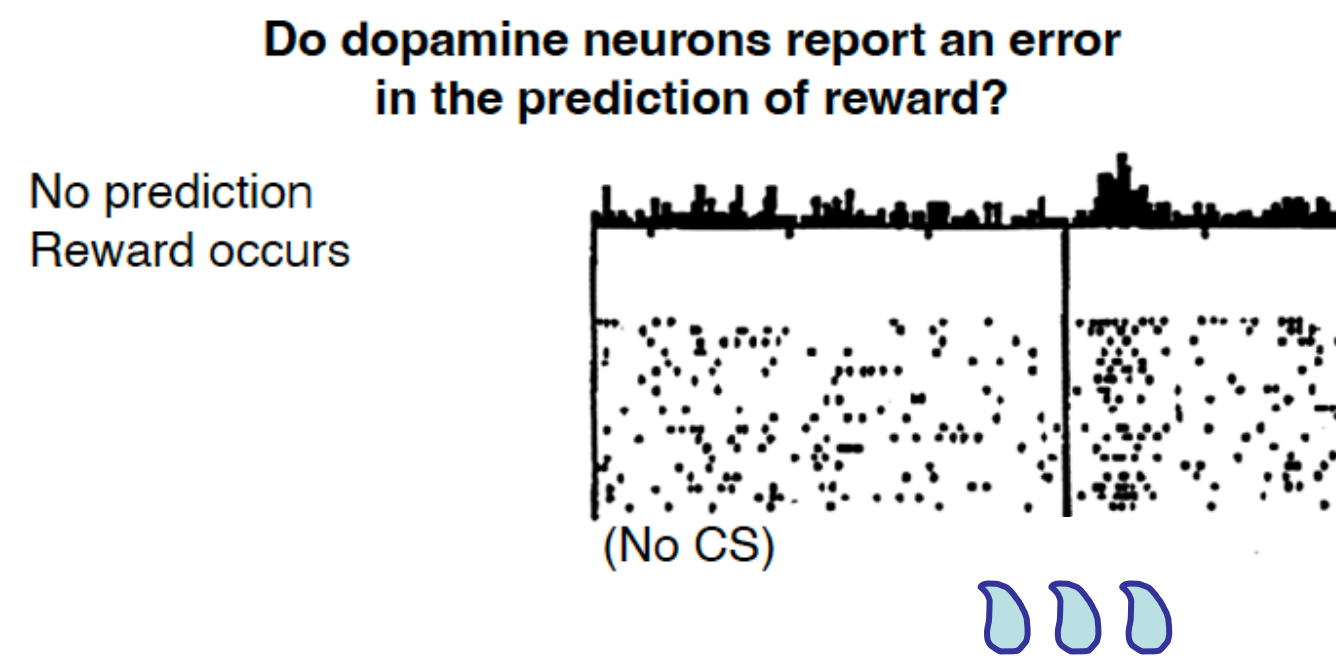 Do dopamine neurons report an error
in the prediction of reward?
No prediction
Reward occurs
(No CS)